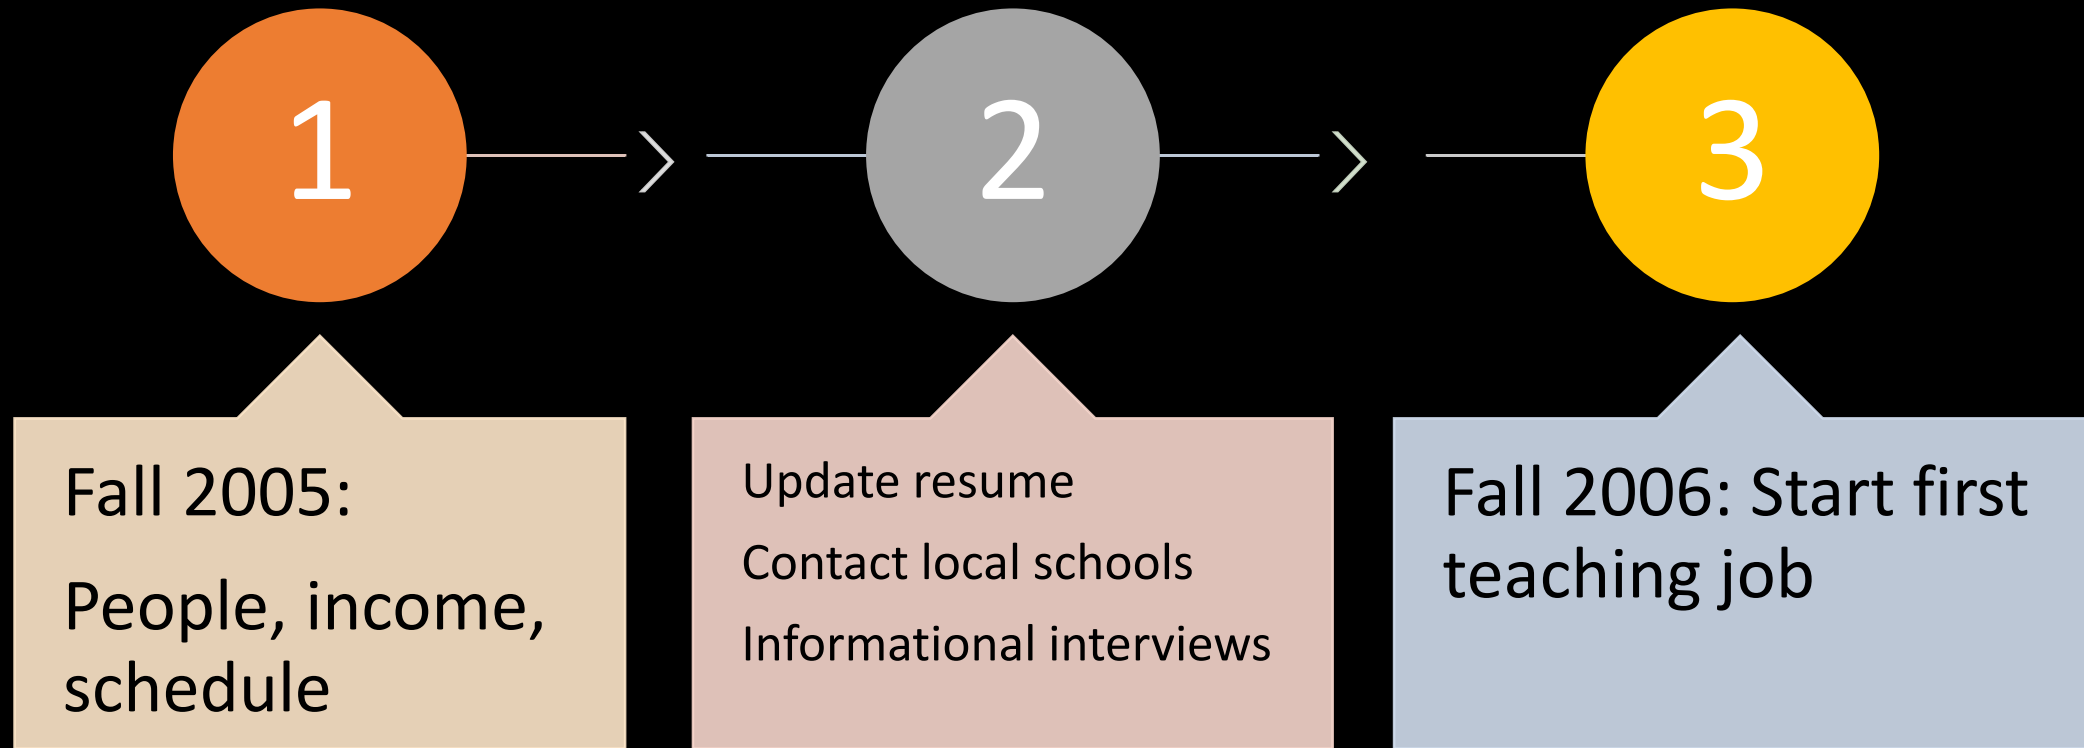 1
2
3
Fall 2005:
People, income,
schedule
Update resume
Contact local schools
Informational interviews
Fall 2006: Start first
teaching job